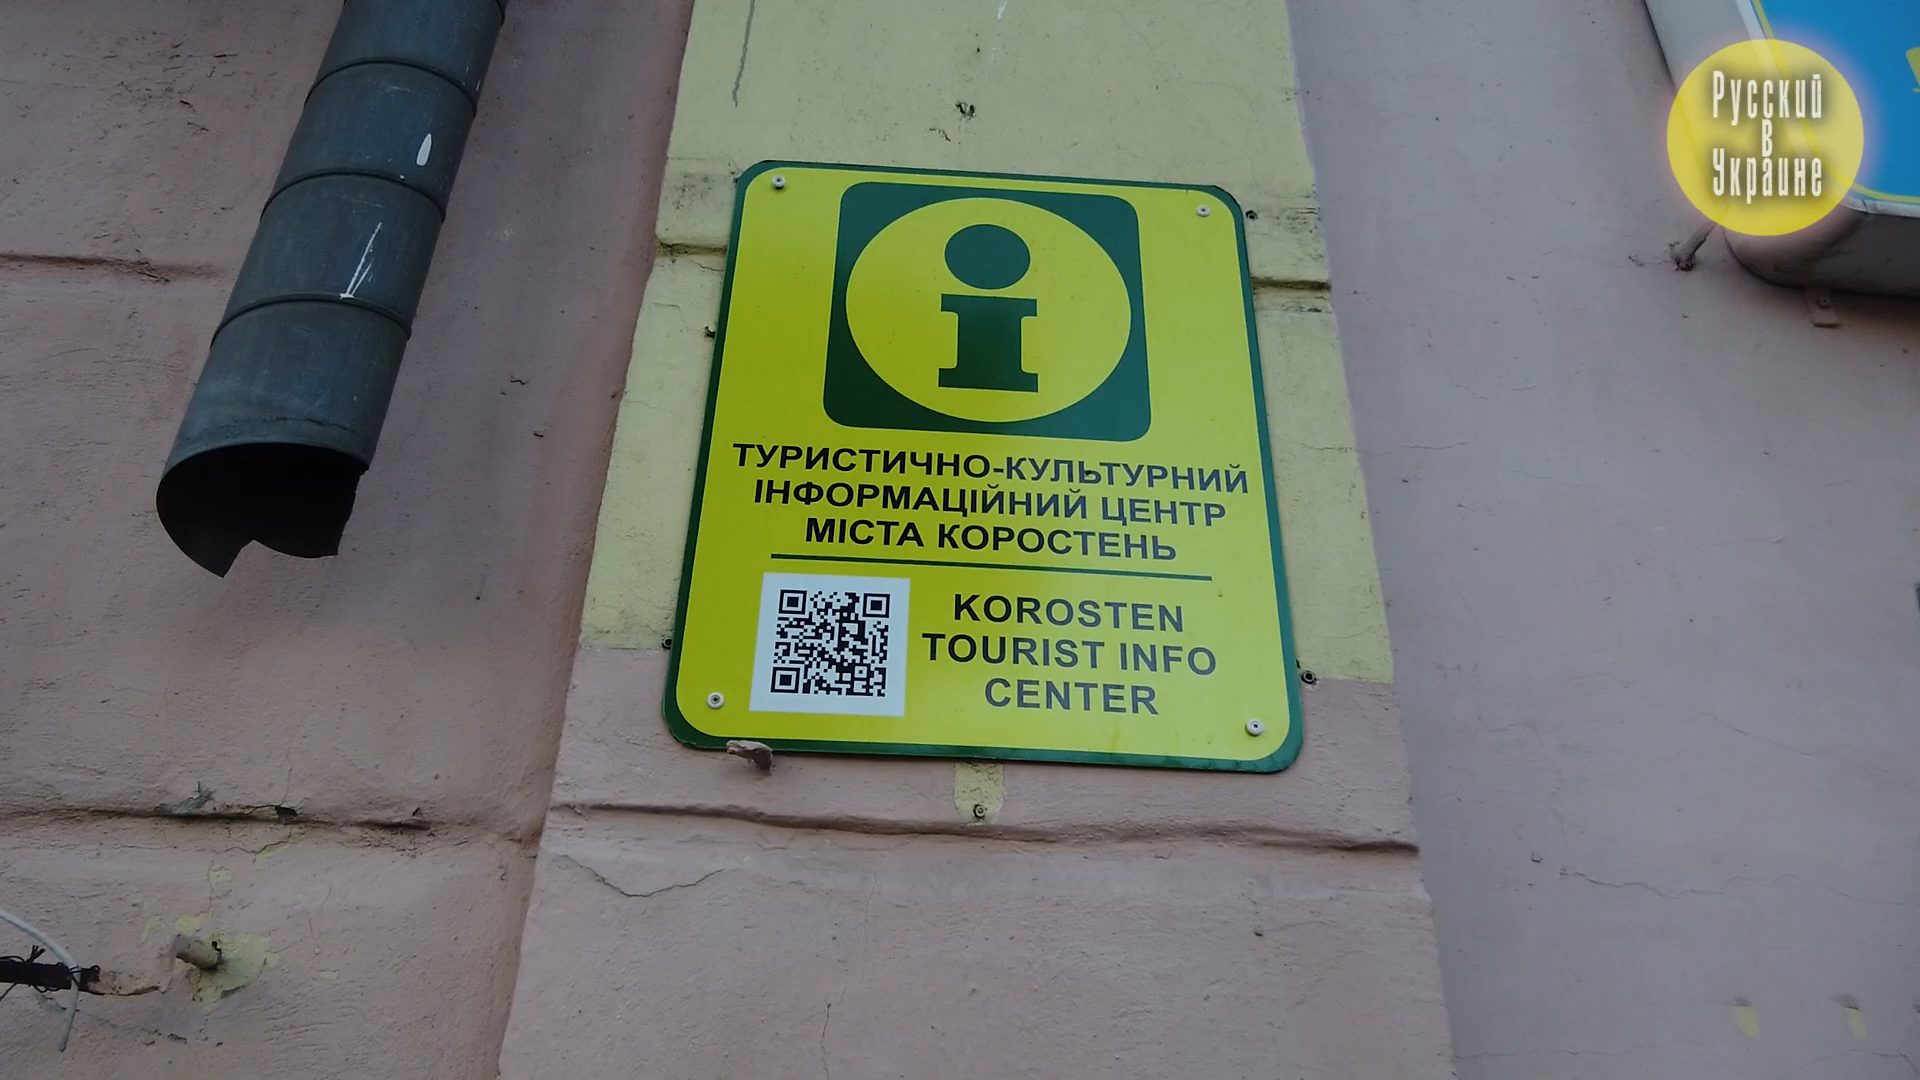 Русский
в
Украине
i
ТУРИСТИЧНО-КУЛЬТУРНИЙ
ІНФОРМАЦІЙНИЙ ЦЕНТР
МІСТА КОРОСТЕНЬ
KOROSTEN
TOURIST INFO
CENTER